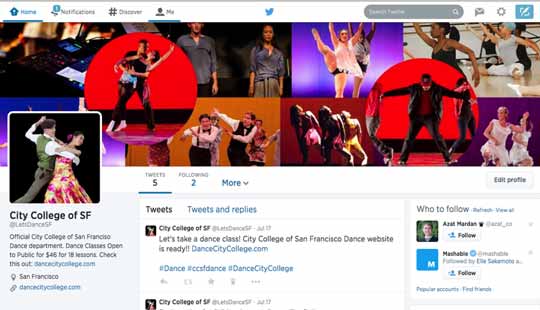 Home Notifications # Discover Me Search Twitter
City College of SF
@LetsDanceSF
Official City College of San Franciso
Dance department. Dance Classes Open
to Public for $46 for 18 lessons. Check
this out: dancecitycollege.com
San Francisco
dancecitycollege.com
TWEETS
5
FOLLOWING
2
More
Edit profile
Tweets Tweets and replies
City College of SF @LetsDanceSF · Jul 17
Let's take a dance class! City College of San Francisco Dance website
is ready!! DanceCityCollege.com
#Dance #ccsfdance #DanceCityCollege
City College of SF @LetsDanceSF · Jul 17
Who to follow · Refresh · View all
Azat Mardan @azat_co
Follow
M
Mashable @mashable
Followed by Elle Sakamoto a...
Follow
Popular accounts · Find friends